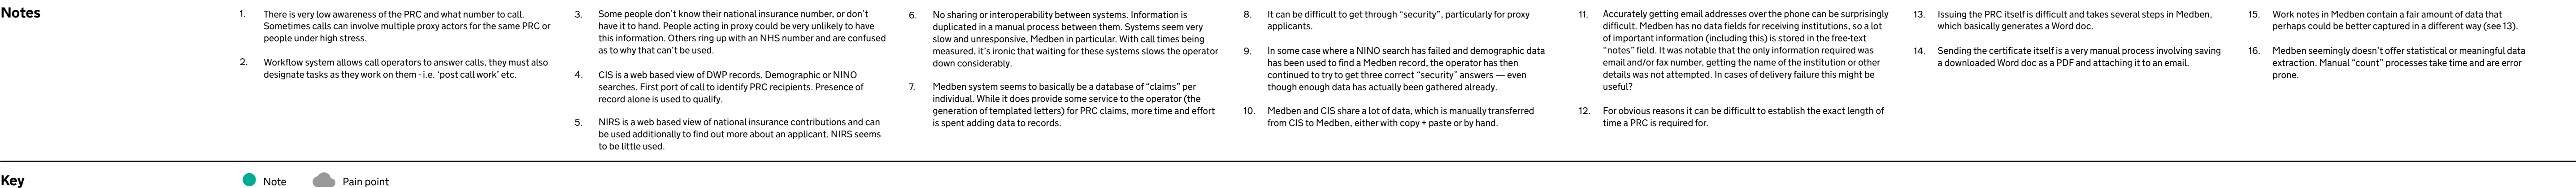 Notes
1. There is very low awareness of the PRC and what number to call.
Sometimes calls can involve multiple proxy actors for the same PRC or
people under high stress.
2. Workflow system allows call operators to answer calls, they must also
designate tasks as they work on them - i.e. ‘post call work’ etc.
3. Some people don’t know their national insurance number, or don’t
have it to hand. People acting in proxy could be very unlikely to have
this information. Others ring up with an NHS number and are confused
as to why that can’t be used.
4. CIS is a web based view of DWP records. Demographic or NINO
searches. First port of call to identify PRC recipients. Presence of
record alone is used to qualify.
5. NIRS is a web based view of national insurance contributions and can
be used additionally to find out more about an applicant. NIRS seems
to be little used.
6. No sharing or interoperability between systems. Information is
duplicated in a manual process between them. Systems seem very
slow and unresponsive, Medben in particular. With call times being
measured, it’s ironic that waiting for these systems slows the operator
down considerably.
7. Medben system seems to basically be a database of “claims” per
individual. While it does provide some service to the operator (the
generation of templated letters) for PRC claims, more time and effort
is spent adding data to records.
8. It can be difficult to get through “security”, particularly for proxy
applicants.
9. In some case where a NINO search has failed and demographic data
has been used to find a Medben record, the operator has then
continued to try to get three correct “security” answers — even
though enough data has actually been gathered already.
10. Medben and CIS share a lot of data, which is manually transferred
from CIS to Medben, either with copy + paste or by hand.
11. Accurately getting email addresses over the phone can be surprisingly
difficult. Medben has no data fields for receiving institutions, so a lot
of important information (including this) is stored in the free-text
“notes” field. It was notable that the only information required was
email and/or fax number, getting the name of the institution or other
details was not attempted. In cases of delivery failure this might be
useful?
12. For obvious reasons it can be difficult to establish the exact length of
time a PRC is required for.
13. Issuing the PRC itself is difficult and takes several steps in Medben,
which basically generates a Word doc.
14. Sending the certificate itself is a very manual process involving saving
a downloaded Word doc as a PDF and attaching it to an email.
15. Work notes in Medben contain a fair amount of data that
perhaps could be better captured in a different way (see 13).
16. Medben seemingly doesn’t offer statistical or meaningful data
extraction. Manual “count” processes take time and are error
prone.
Key
Note
Pain point